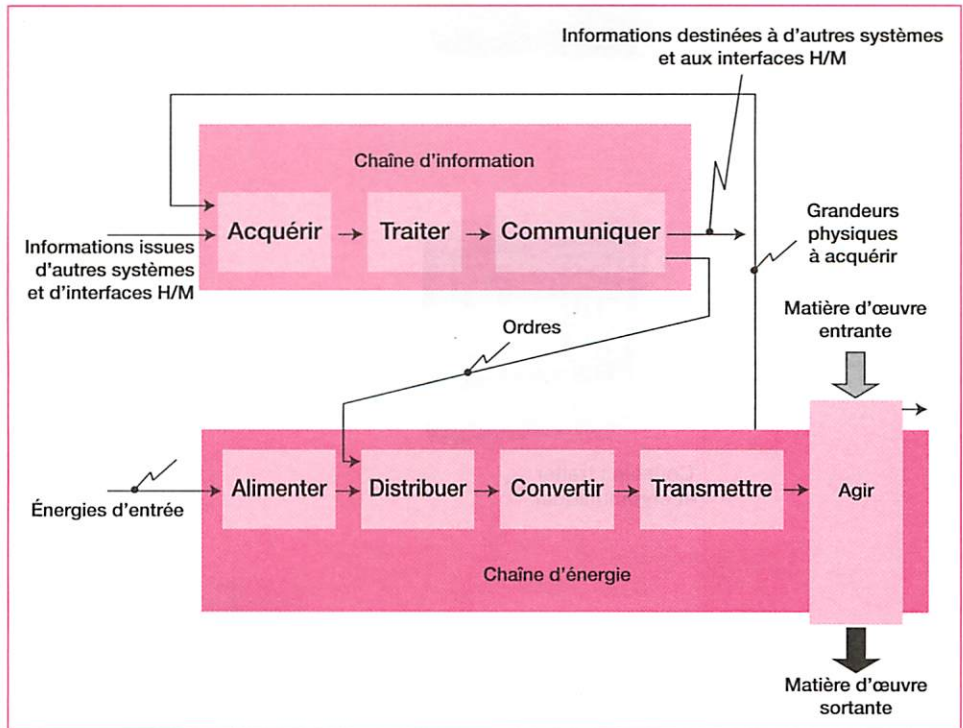 Informations destinées à d'autres systèmes
et aux interfaces H/M
Chaîne d'information
Acquérir
Traiter
Communiquer
Informations issues
d'autres systèmes
et d'interfaces H/M
Grandeurs
physiques
à acquérir
Ordres
Matière d'œuvre
entrante
Énergies d'entrée
Alimenter
Distribuer
Convertir
Transmettre
Agir
Chaîne d'énergie
Matière d'œuvre
sortante